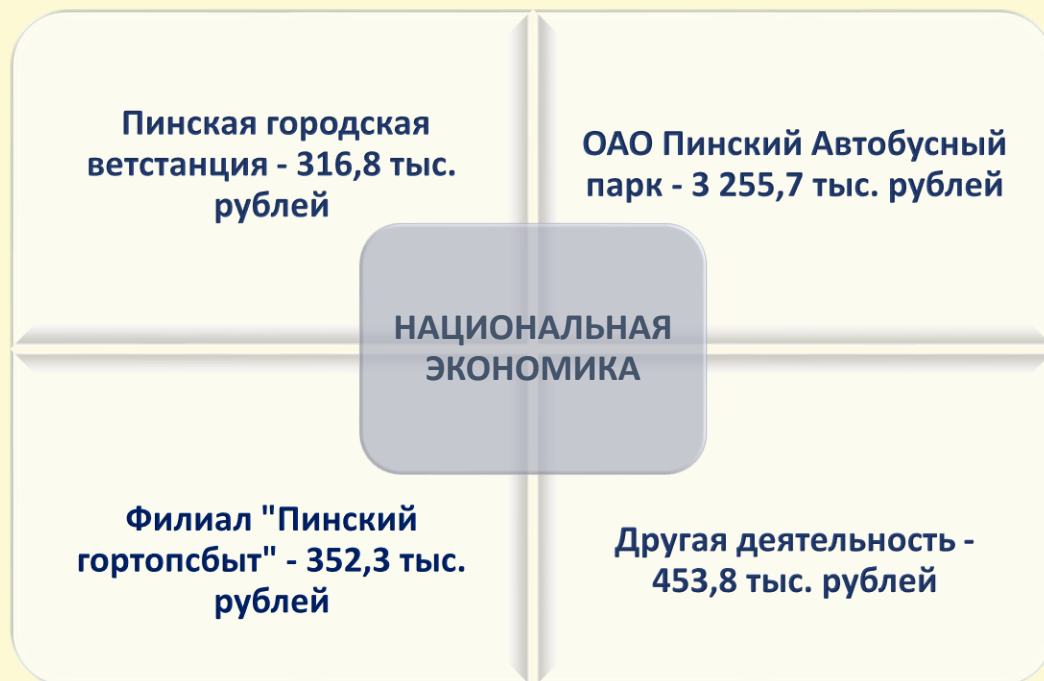 Пинская городская
ветстанция - 316,8 тыс.
рублей
ОАО Пинский Автобусный
парк - 3 255,7 тыс. рублей
НАЦИОНАЛЬНАЯ
ЭКОНОМИКА
Филиал "Пинский
гортопсбыт" - 352,3 тыс.
рублей
Другая деятельность -
453,8 тыс. рублей